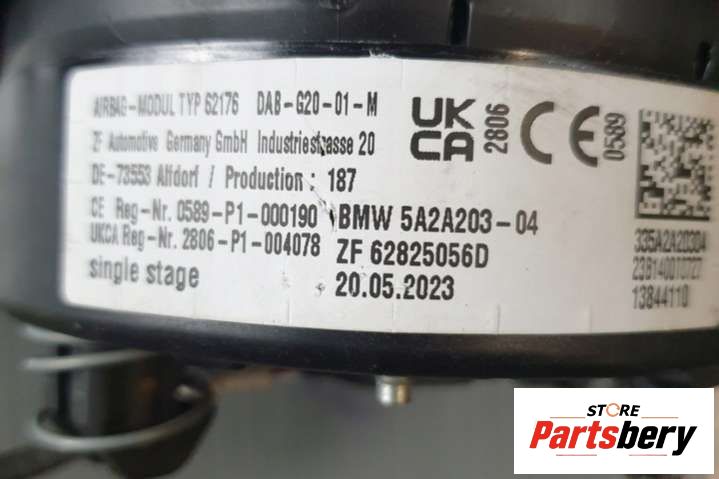 AIRBAG-MODUL TYP 62176 DAB-G20-01-M
ZF Automotive Germany GmbH Industriestrasse 20
DE-73553 Alfdorf / Production: 187
CE Reg-Nr. 0589-P1-000190 BMW 5A2A203-04
UKCA Reg-Nr. 2806-P1-004078 ZF 62825056D
single stage 20.05.2023
UK
CA
2806
CE
0589
335A2A20304
13844110
STORE
Partsbery